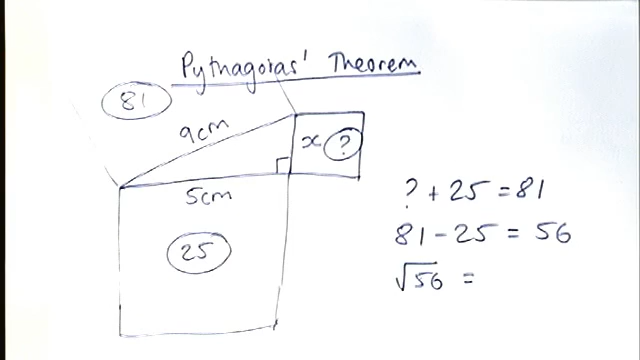 Pythagoras' Theorem
81
9cm
x ?
5cm
25
? + 25 = 81
81 - 25 = 56
√56 =